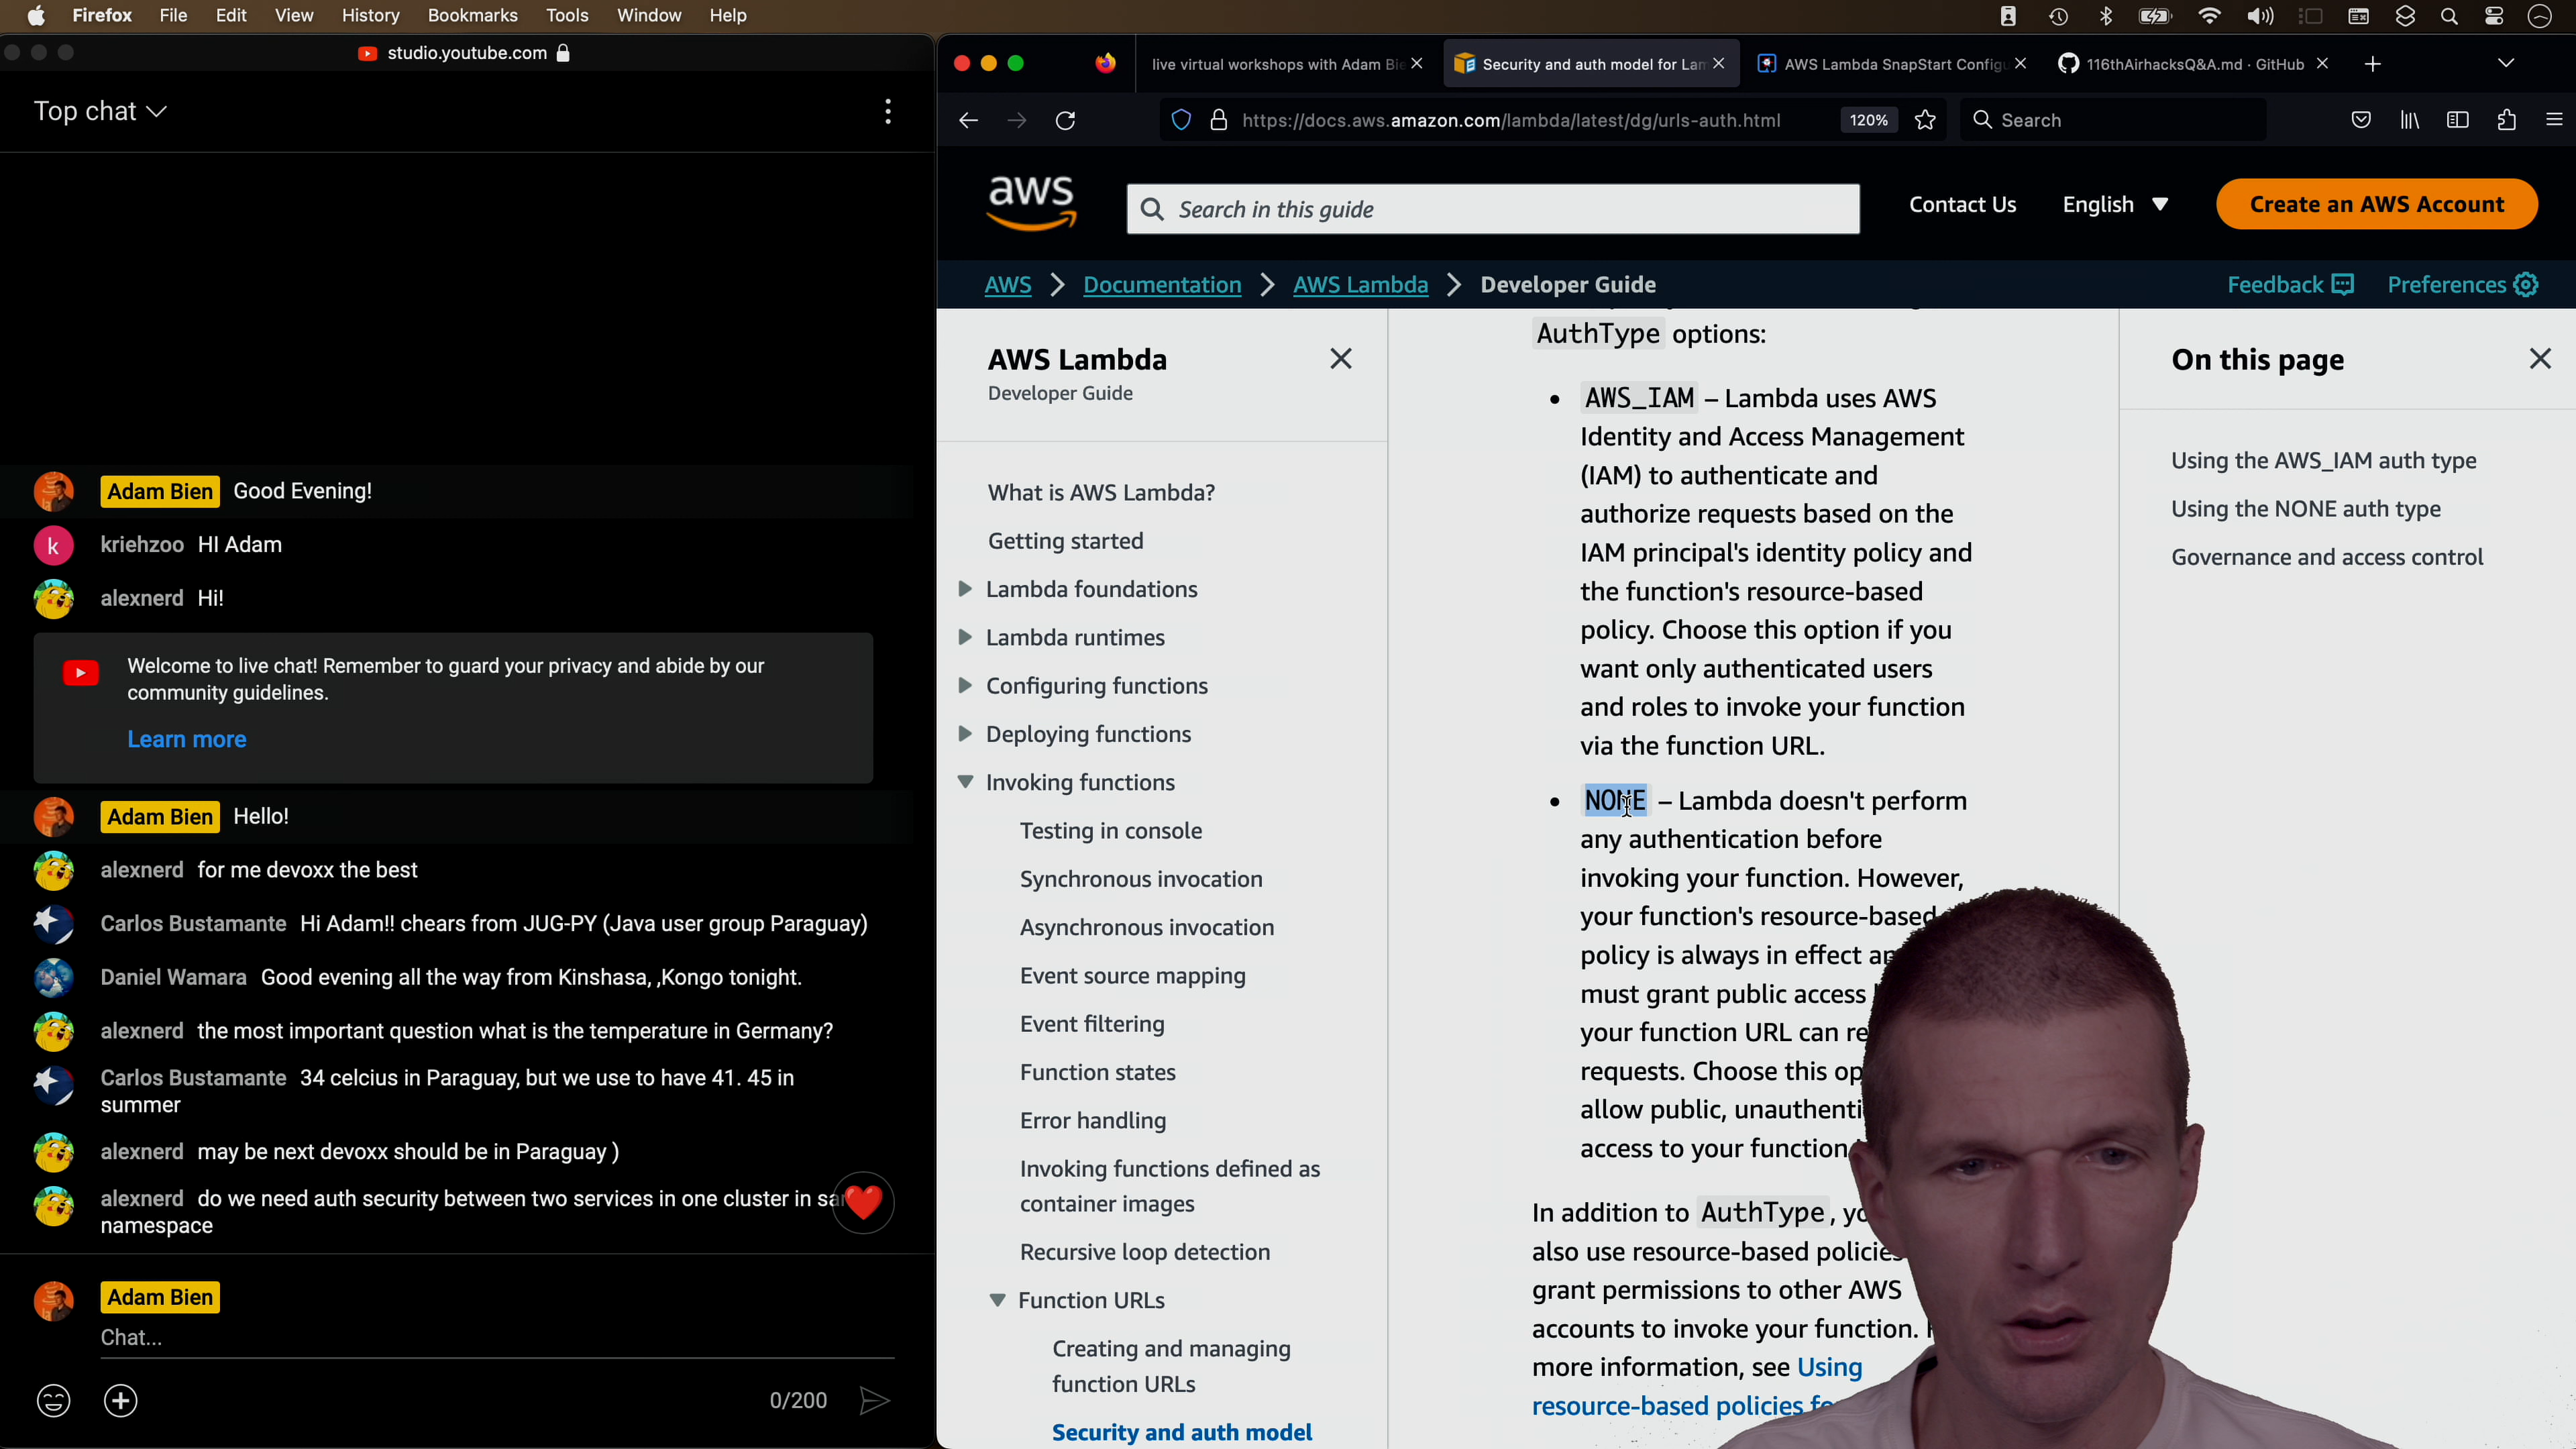 Firefox File Edit View History Bookmarks Tools Window Help
studio.youtube.com
Top chat
Adam Bien Good Evening!
k
kriehzoo HI Adam
alexnerd Hi!
Welcome to live chat! Remember to guard your privacy and abide by our
community guidelines.
Learn more
Adam Bien Hello!
alexnerd for me devoxx the best
Carlos Bustamante Hi Adam!! chears from JUG-PY (Java user group Paraguay)
Daniel Wamara Good evening all the way from Kinshasa, ,Kongo tonight.
alexnerd the most important question what is the temperature in Germany?
Carlos Bustamante 34 celcius in Paraguay, but we use to have 41. 45 in
summer
alexnerd may be next devoxx should be in Paraguay )
alexnerd do we need auth security between two services in one cluster in
namespace
Adam Bien
Chat...
0/200
live virtual workshops with Adam Bie
Security and auth model for Lam
AWS Lambda SnapStart Configu
116thAirhacksQ&A.md · GitHub
https://docs.aws.amazon.com/lambda/latest/dg/urls-auth.html
120%
Search
aws
Search in this guide
Contact Us
English
Create an AWS Account
AWS
Documentation
AWS Lambda
Developer Guide
Feedback
Preferences
AWS Lambda
Developer Guide
What is AWS Lambda?
Getting started
Lambda foundations
Lambda runtimes
Configuring functions
Deploying functions
Invoking functions
Testing in console
Synchronous invocation
Asynchronous invocation
Event source mapping
Event filtering
Function states
Error handling
Invoking functions defined as
container images
Recursive loop detection
Function URLs
Creating and managing
function URLs
Security and auth model
AuthType options:
• AWS_IAM – Lambda uses AWS
Identity and Access Management
(IAM) to authenticate and
authorize requests based on the
IAM principal's identity policy and
the function's resource-based
policy. Choose this option if you
want only authenticated users
and roles to invoke your function
via the function URL.
• NONE – Lambda doesn't perform
any authentication before
invoking your function. However,
your function's resource-based
policy is always in effect
must grant public access
your function URL can
requests. Choose this
allow public,
access to your function
In addition to AuthType,
also use resource-based policies
grant permissions to other AWS
accounts to invoke your function.
more information, see Using
resource-based policies
On this page
Using the AWS_IAM auth type
Using the NONE auth type
Governance and access control